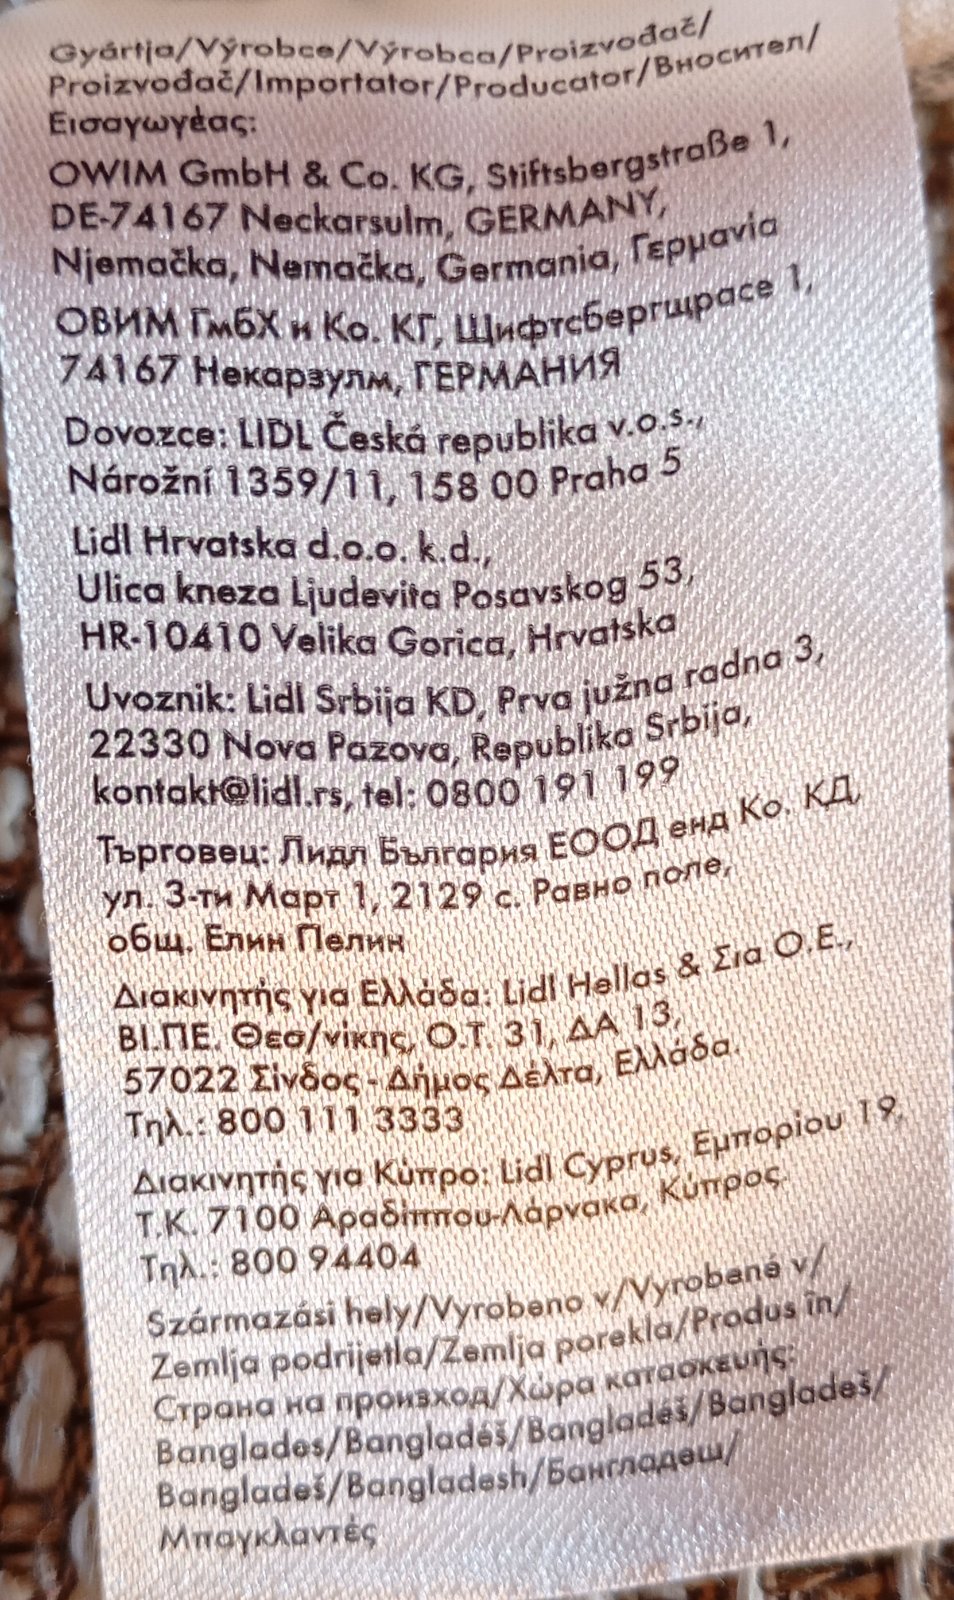 Gyártja/Výrobce/Výrobca/Proizvođač/
Proizvođač/Importator/Producator/Вносител/
Εισαγωγέας:
OWIM GmbH & Co. KG, Stiftsbergstraße 1,
DE-74167 Neckarsulm, GERMANY,
Njemačka, Nemačka, Germania, Γερμανία
ОВИМ ГмбХ и Ко. КГ, Щифтсбергщрасе 1,
74167 Некарзулм, ГЕРМАНИЯ
Dovozce: LIDL Česká republika v.o.s.,
Nárožní 1359/11, 158 00 Praha 5
Lidl Hrvatska d.o.o. k.d.,
Ulica kneza Ljudevita Posavskog 53,
HR-10410 Velika Gorica, Hrvatska
Uvoznik: Lidl Srbija KD, Prva južna radna 3,
22330 Nova Pazova, Republika Srbija,
kontakt@lidl.rs, tel: 0800 191 199
Търговец: Лидл България ЕООД енд Ко. КД,
ул. 3-ти Март 1, 2129 с. Равно поле,
общ. Елин Пелин
Διακινητής για Ελλάδα: Lidl Hellas & Σια Ο.Ε.,
ΒΙ.ΠΕ. Θεσ/νίκης, Ο.Τ. 31, ΔΑ 13,
57022 Σίνδος - Δήμος Δέλτα, Ελλάδα.
Τηλ.: 800 111 3333
Διακινητής για Κύπρο: Lidl Cyprus, Εμπορίου 19,
Τ.Κ. 7100 Αραδίππου-Λάρνακα, Κύπρος.
Τηλ.: 800 94404
Származási hely/Vyrobeno v/Vyrobené v/
Zemlja podrijetla/Zemlja porekla/Produs în/
Страна на произход/Χώρα κατασκευής:
Banglades/Bangladéš/Bangladéš/Bangladeš/
Bangladeš/Bangladesh/Бангладеш/
Μπαγκλαντές